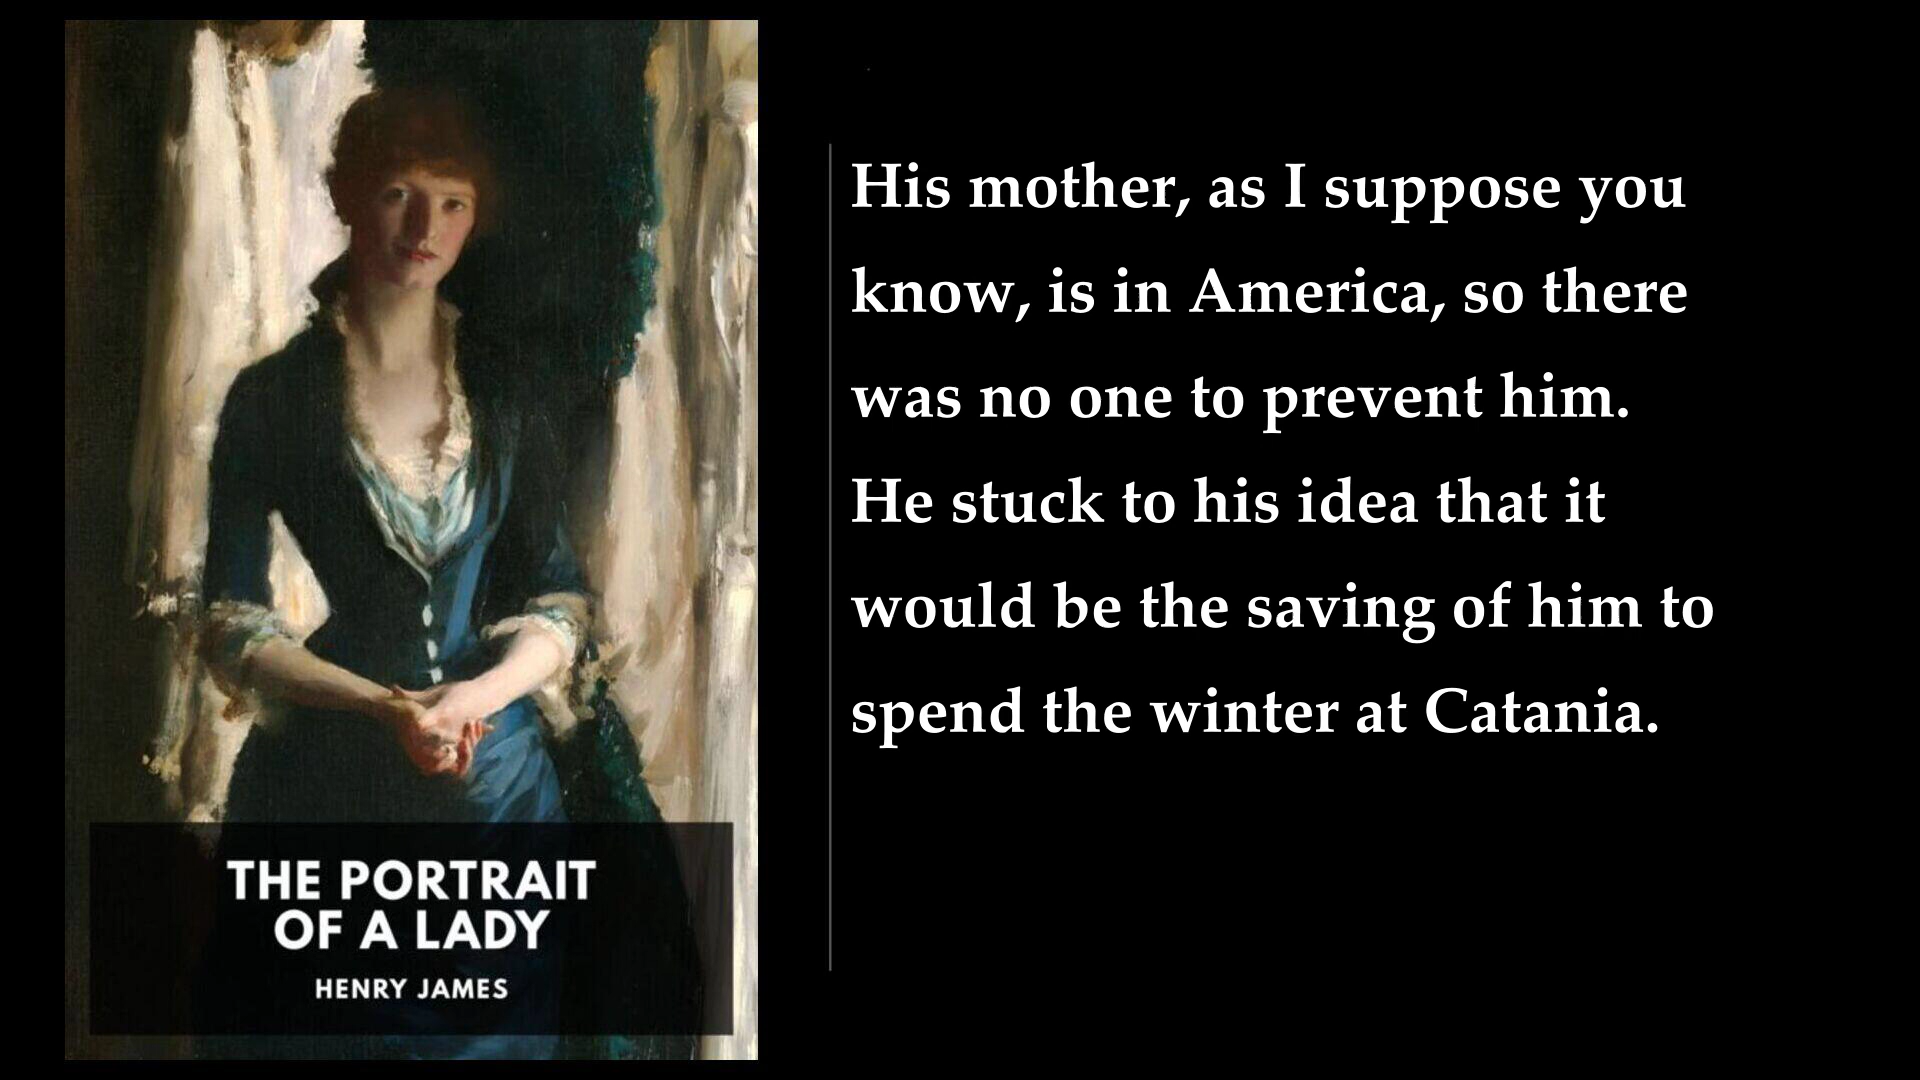 THE PORTRAIT
OF A LADY
HENRY JAMES
His mother, as I suppose you
know, is in America, so there
was no one to prevent him.
He stuck to his idea that it
would be the saving of him to
spend the winter at Catania.